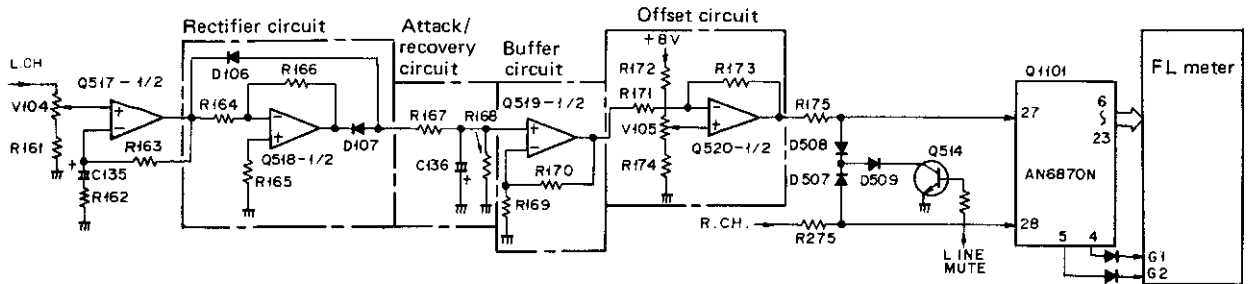 Rectifier circuit
Attack/
recovery
circuit
Buffer
circuit
Offset circuit
+8V
L.CH
Q517-1/2
V104
R161
C135
R162
R163
D106
R166
R164
Q518-1/2
R165
D107
R167
R168
C136
Q519-1/2
R170
R169
R172
R171
V105
R174
R173
Q520-1/2
R175
D508
D507
D509
Q514
R.CH.
R275
LINE
MUTE
Q1101
27
6
23
AN6870N
28
5
4
FL meter
G1
G2